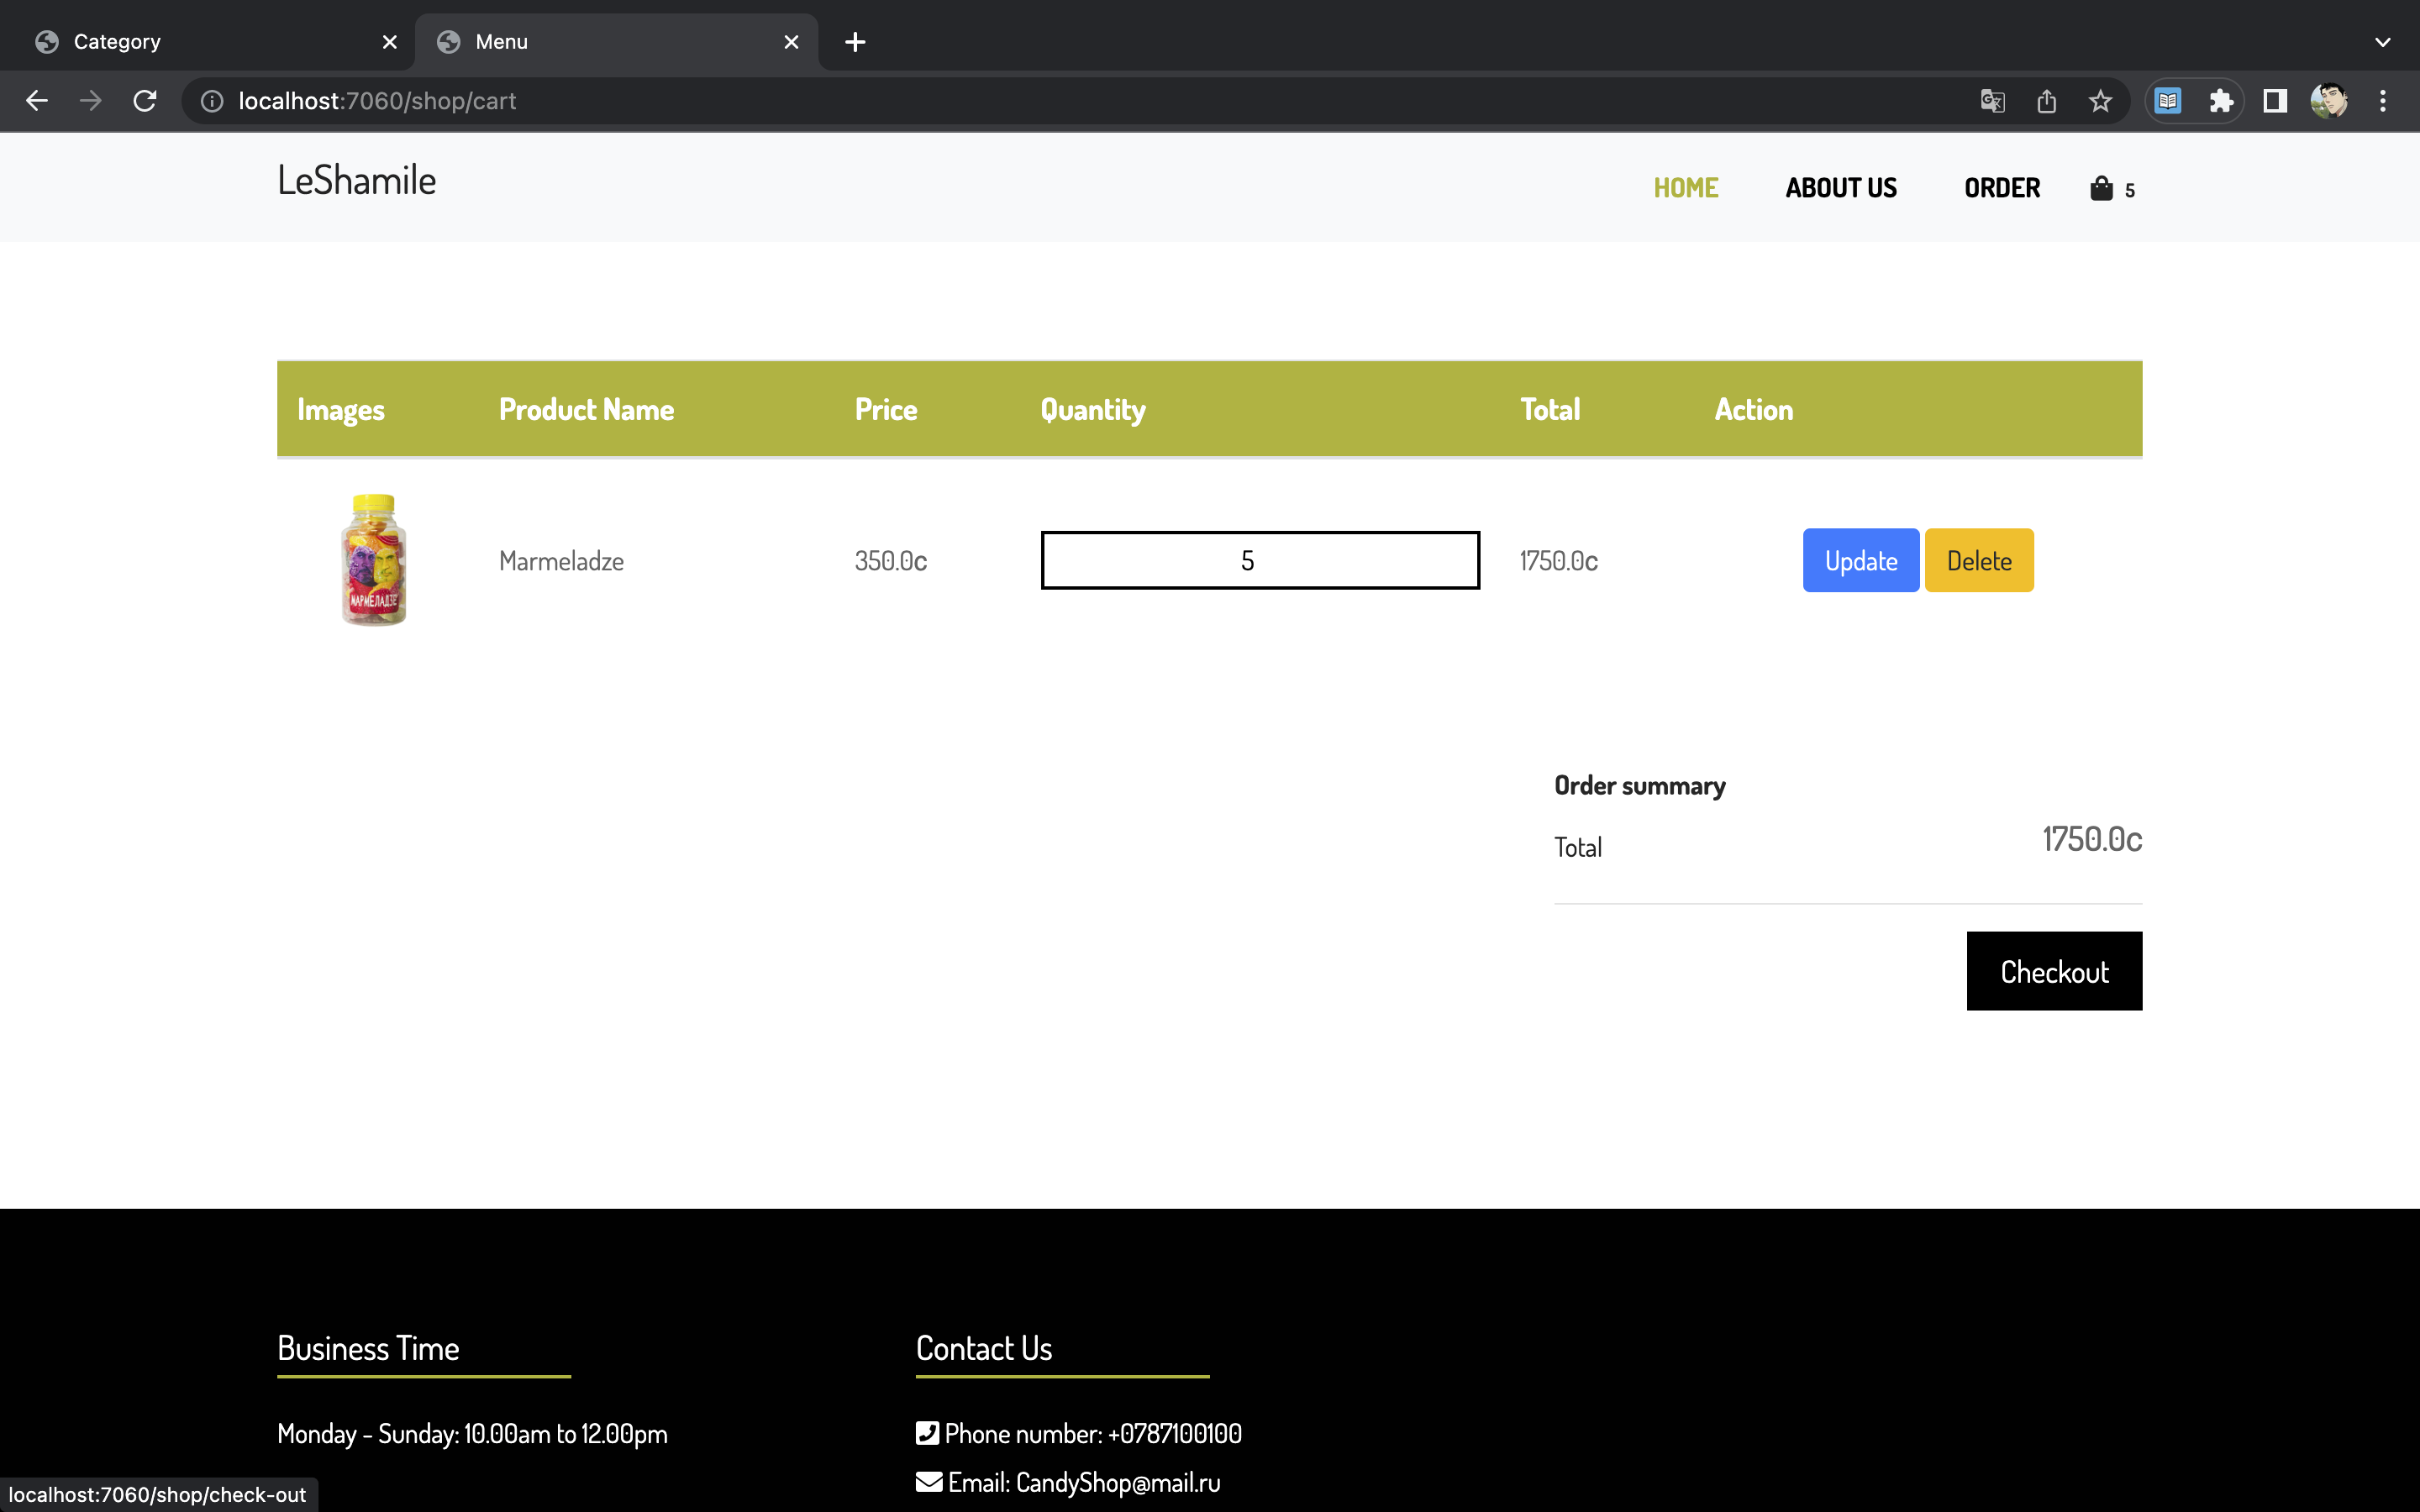 Category
Menu
localhost:7060/shop/cart
LeShamile
HOME ABOUT US ORDER 5
Images Product Name Price Quantity Total Action
МАРМЕЛАДЗЕ
Marmeladze 350.0c 5 1750.0c Update Delete
Order summary
Total 1750.0c
Checkout
Business Time
Monday - Sunday: 10.00am to 12.00pm
Contact Us
Phone number: +0787100100
Email: CandyShop@mail.ru
localhost:7060/shop/check-out